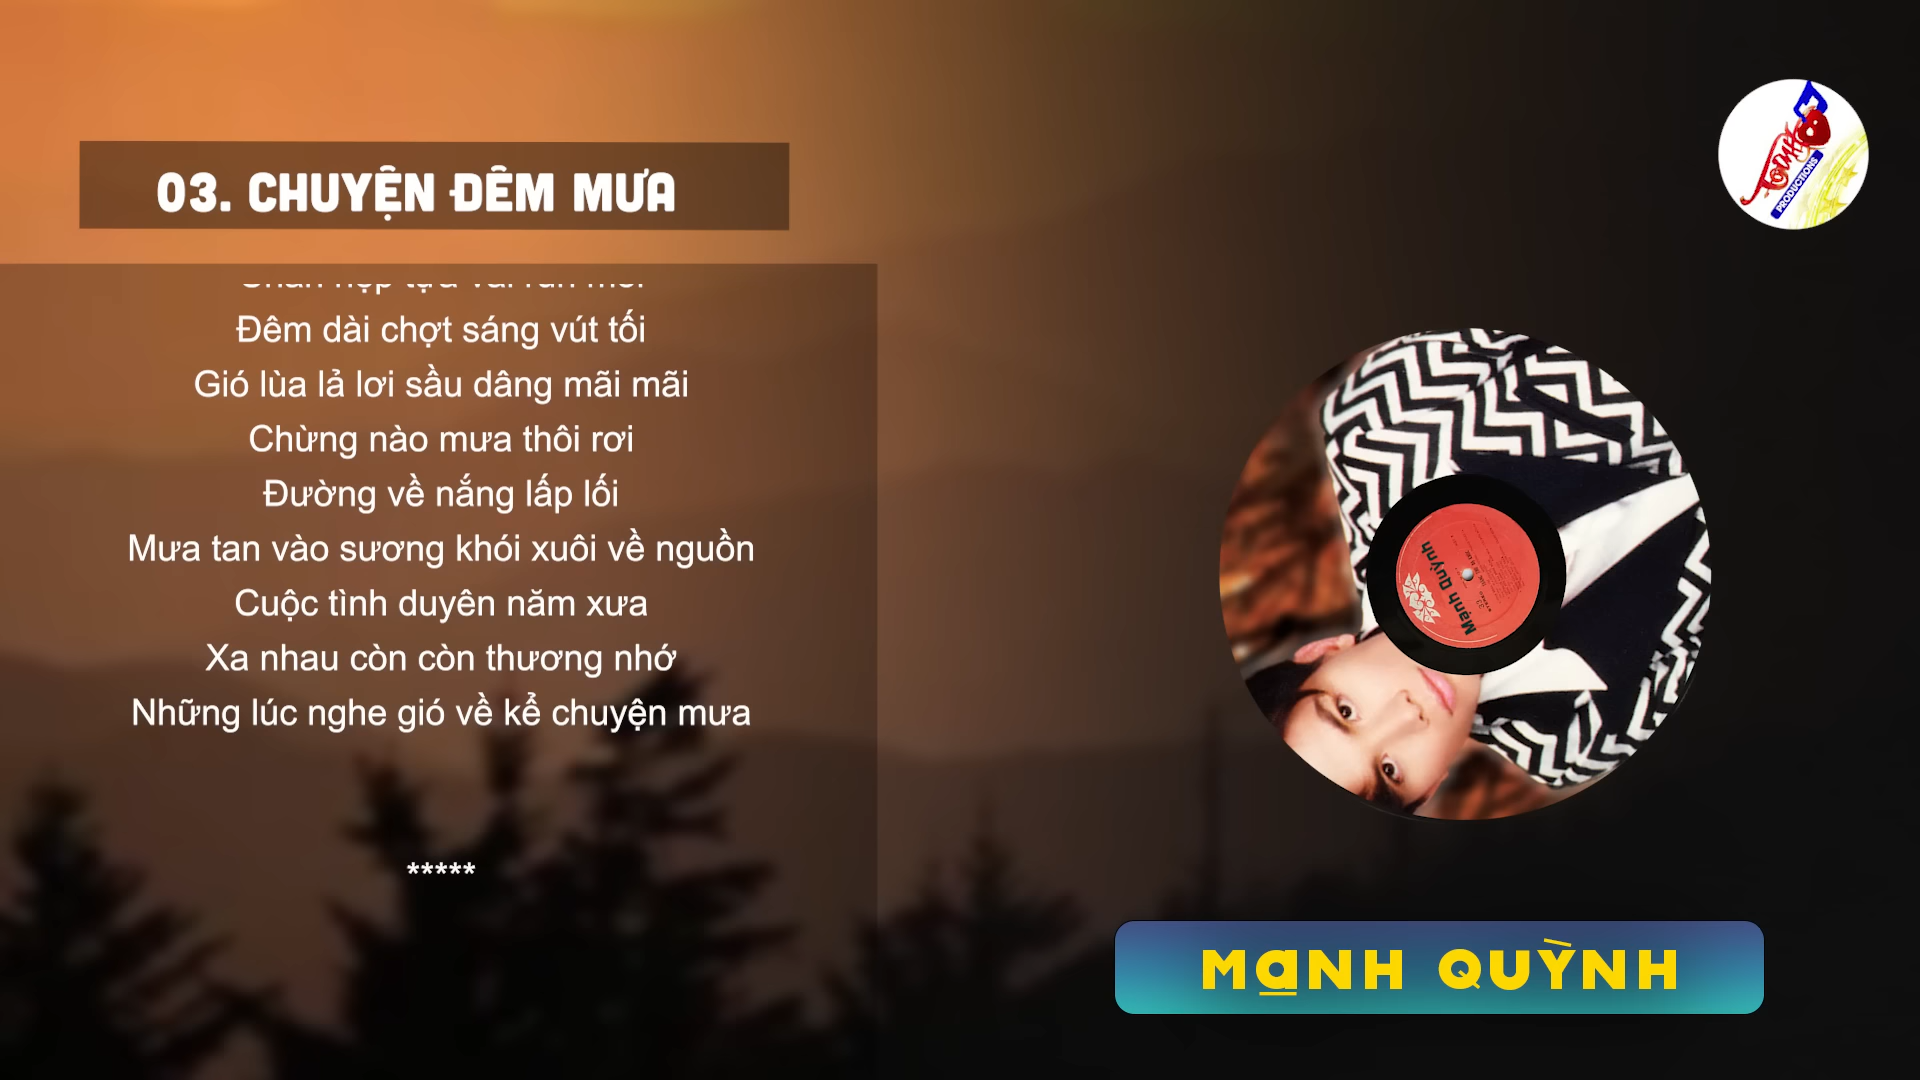 03. CHUYỆN ĐÊM MƯA
Đêm dài chợt sáng vút tối
Gió lùa lả lơi sầu dâng mãi mãi
Chừng nào mưa thôi rơi
Đường về nắng lấp lối
Mưa tan vào sương khói xuôi về nguồn
Cuộc tình duyên năm xưa
Xa nhau còn còn thương nhớ
Những lúc nghe gió về kể chuyện mưa
*****
PRODUCTIONS
Mạnh Quỳnh
MẠNH QUỲNH